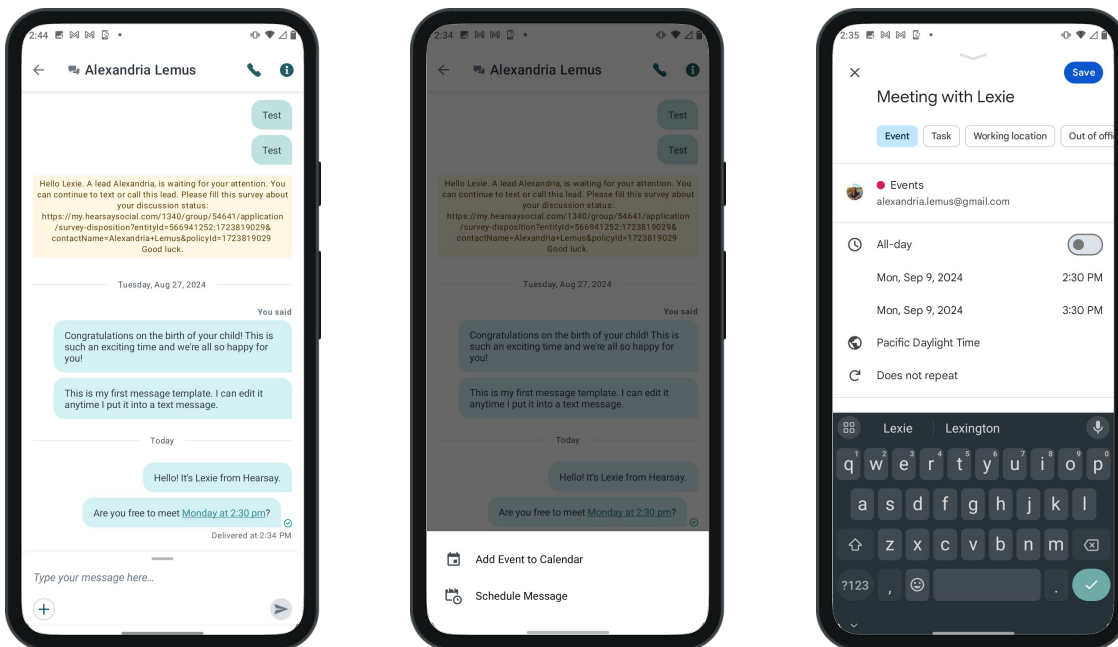 2:44
Alexandria Lemus
Test
Test
Hello Lexie. A lead Alexandria, is waiting for your attention. You
can continue to text or call this lead. Please fill this survey about
your discussion status:
https://my.hearsaysocial.com/1340/group/54641/application
/survey-disposition?entityId=566941252:1723819029&
contactName=Alexandria+Lemus&policyId=1723819029
Good luck.
Tuesday, Aug 27, 2024
You said
Congratulations on the birth of your child! This is
such an exciting time and we're all so happy for
you!
This is my first message template. I can edit it
anytime I put it into a text message.
Today
Hello! It's Lexie from Hearsay.
Are you free to meet Monday at 2:30 pm?
Delivered at 2:34 PM
Type your message here...
2:34
Alexandria Lemus
Test
Test
Hello Lexie. A lead Alexandria, is waiting for your attention. You
can continue to text or call this lead. Please fill this survey about
your discussion status:
https://my.hearsaysocial.com/1340/group/54641/application
/survey-disposition?entityId=566941252:1723819029&
contactName=Alexandria+Lemus&policyId=1723819029
Good luck.
Tuesday, Aug 27, 2024
You said
Congratulations on the birth of your child! This is
such an exciting time and we're all so happy for
you!
This is my first message template. I can edit it
anytime I put it into a text message.
Today
Hello! It's Lexie from Hearsay.
Are you free to meet Monday at 2:30 pm?
Add Event to Calendar
Schedule Message
2:35
Save
Meeting with Lexie
Event Task Working location Out of offi
Events
alexandria.lemus@gmail.com
All-day
Mon, Sep 9, 2024 2:30 PM
Mon, Sep 9, 2024 3:30 PM
Pacific Daylight Time
Does not repeat
Lexie Lexington
1 2 3 4 5 6 7 8 9 0
q w e r t y u i o p
a s d f g h j k l
z x c v b n m
?123 , .